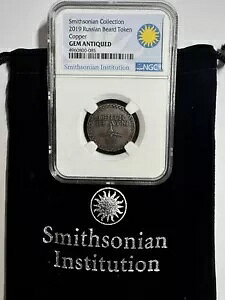 Smithsonian Collection
2019 Russian Beard Token
Copper
GEM ANTIQUED
Smithsonian Institution
NGC
Smithsonian
Institution